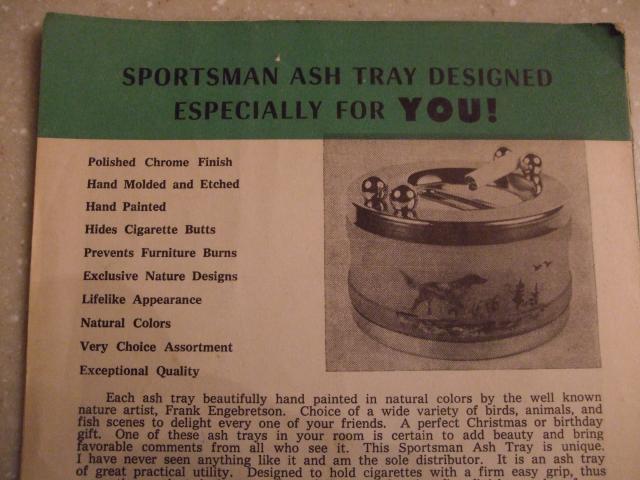 SPORTSMAN ASH TRAY DESIGNED
ESPECIALLY FOR YOU!
Polished Chrome Finish
Hand Molded and Etched
Hand Painted
Hides Cigarette Butts
Prevents Furniture Burns
Exclusive Nature Designs
Lifelike Appearance
Natural Colors
Very Choice Assortment
Exceptional Quality
Each ash tray beautifully hand painted in natural colors by the well known
nature artist, Frank Engebretson. Choice of a wide variety of birds, animals, and
fish scenes to delight every one of your friends. A perfect Christmas or birthday
gift. One of these ash trays in your room is certain to add beauty and bring
favorable comments from all who see it. This Sportsman Ash Tray is unique.
I have never seen anything like it and am the sole distributor. It is an ash tray
of great practical utility. Designed to hold cigarettes with a firm easy grip, thus